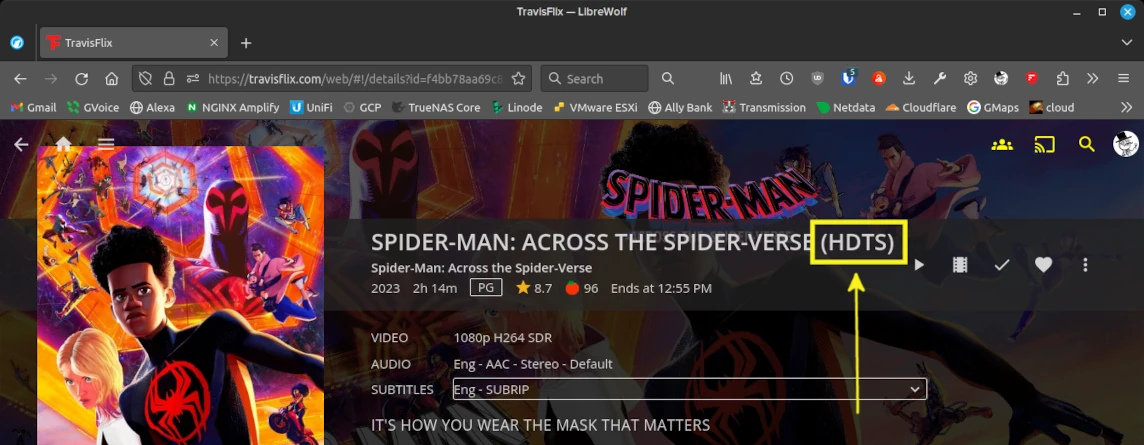 TravisFlix — LibreWolf
TravisFlix
https://travisflix.com/web/#!/details?id=f4bb78aa69c8
Search
Gmail GVoice Alexa NGINX Amplify UniFi GCP TrueNAS Core Linode VMware ESXi Ally Bank Transmission Netdata Cloudflare GMaps cloud
SPIDER-MAN
SPIDER-MAN: ACROSS THE SPIDER-VERSE (HDTS)
Spider-Man: Across the Spider-Verse
2023 2h 14m PG 8.7 96 Ends at 12:55 PM
VIDEO 1080p H264 SDR
AUDIO Eng - AAC - Stereo - Default
SUBTITLES Eng - SUBRIP
IT'S HOW YOU WEAR THE MASK THAT MATTERS